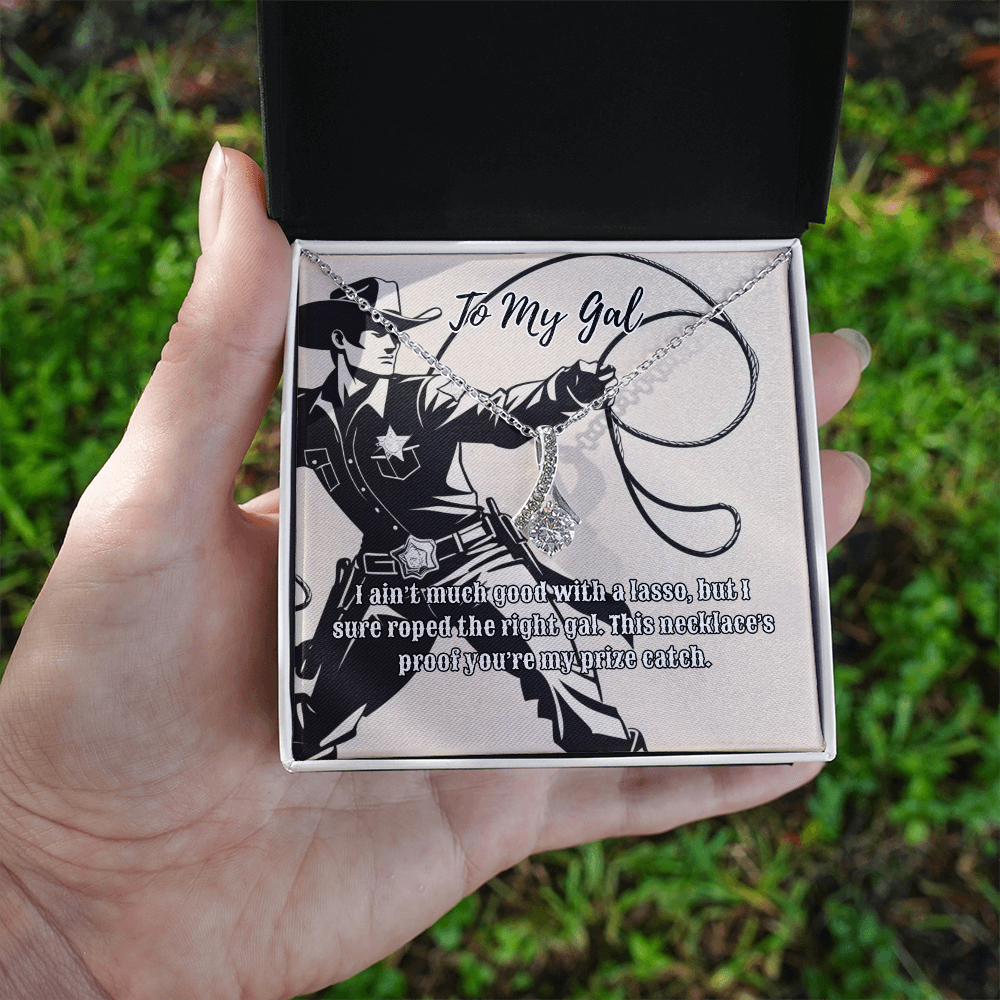 To My Gal
I ain't much good with a lasso, but I
sure roped the right gal. This necklace's
proof you're my prize catch.